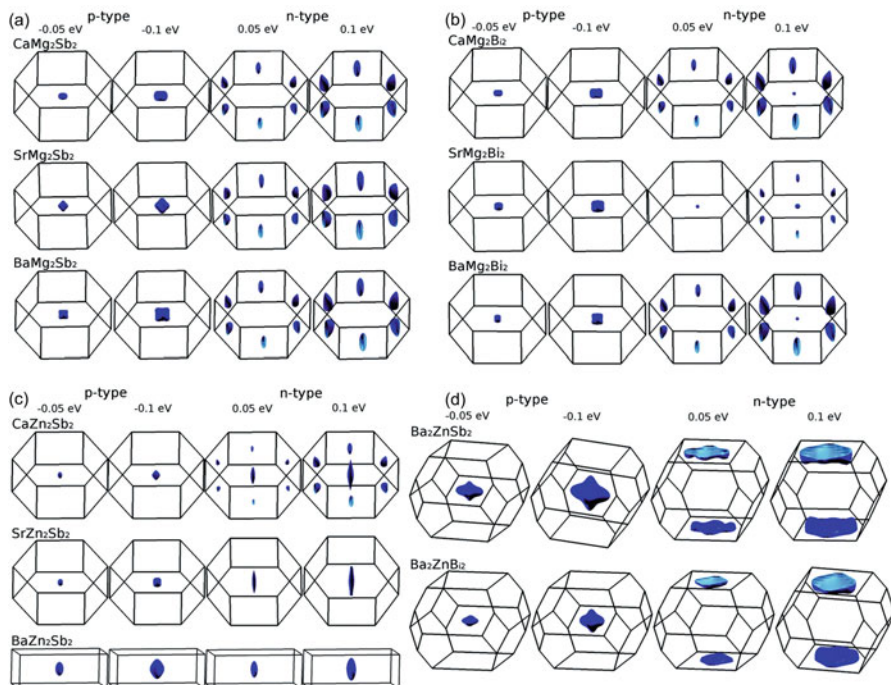 (a)
p-type n-type
-0.05 eV -0.1 eV 0.05 eV 0.1 eV
CaMg₂Sb₂
SrMg₂Sb₂
BaMg₂Sb₂
(b)
p-type n-type
-0.05 eV -0.1 eV 0.05 eV 0.1 eV
CaMg₂Bi₂
SrMg₂Bi₂
BaMg₂Bi₂
(c)
p-type n-type
-0.05 eV -0.1 eV 0.05 eV 0.1 eV
CaZn₂Sb₂
SrZn₂Sb₂
BaZn₂Sb₂
(d)
p-type n-type
-0.05 eV -0.1 eV 0.05 eV 0.1 eV
Ba₂ZnSb₂
Ba₂ZnBi₂